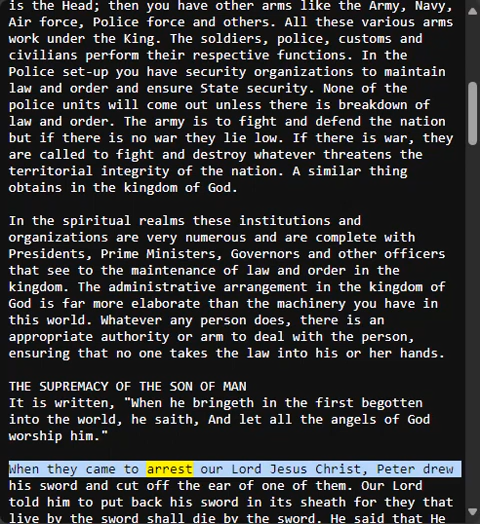 is the Head; then you have other arms like the Army, Navy,
Air force, Police force and others. All these various arms
work under the King. The soldiers, police, customs and
civilians perform their respective functions. In the
Police set-up you have security organizations to maintain
law and order and ensure State security. None of the
police units will come out unless there is breakdown of
law and order. The army is to fight and defend the nation
but if there is no war they lie low. If there is war, they
are called to fight and destroy whatever threatens the
territorial integrity of the nation. A similar thing
obtains in the kingdom of God.

In the spiritual realms these institutions and
organizations are very numerous and are complete with
Presidents, Prime Ministers, Governors and other officers
that see to the maintenance of law and order in the
kingdom. The administrative arrangement in the kingdom of
God is far more elaborate than the machinery you have in
this world. Whatever any person does, there is an
appropriate authority or arm to deal with the person,
ensuring that no one takes the law into his or her hands.

THE SUPREMACY OF THE SON OF MAN
It is written, "When he bringeth in the first begotten
into the world, he saith, And let all the angels of God
worship him."

When they came to arrest our Lord Jesus Christ, Peter drew
his sword and cut off the ear of one of them. Our Lord
told him to put back his sword in its sheath for they that
live by the sword shall die by the sword. He said that He